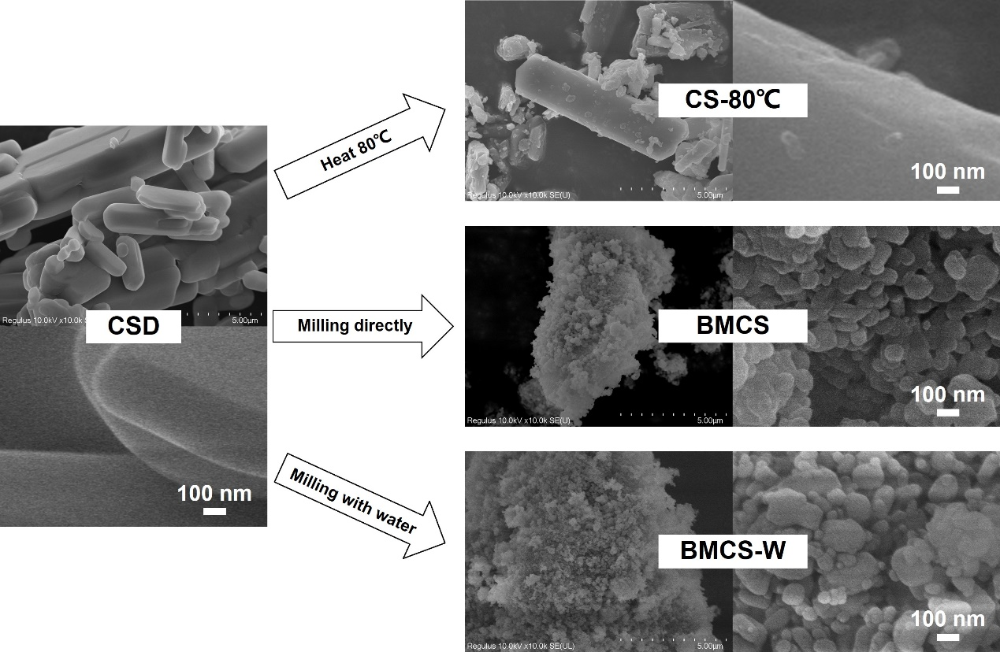 CS-80℃
100 nm
Regulus 10.0kV x10.0k SE(U)
5.00μm
Heat 80℃
Regulus 10.0kV x10.0k S
5.00μm
CSD
100 nm
Milling directly
BMCS
100 nm
Regulus 10.0kV x10.0k SE(U)
5.00μm
Milling with water
BMCS-W
100 nm
Regulus 10.0kV x10.0k SE(UL)
5.00μm